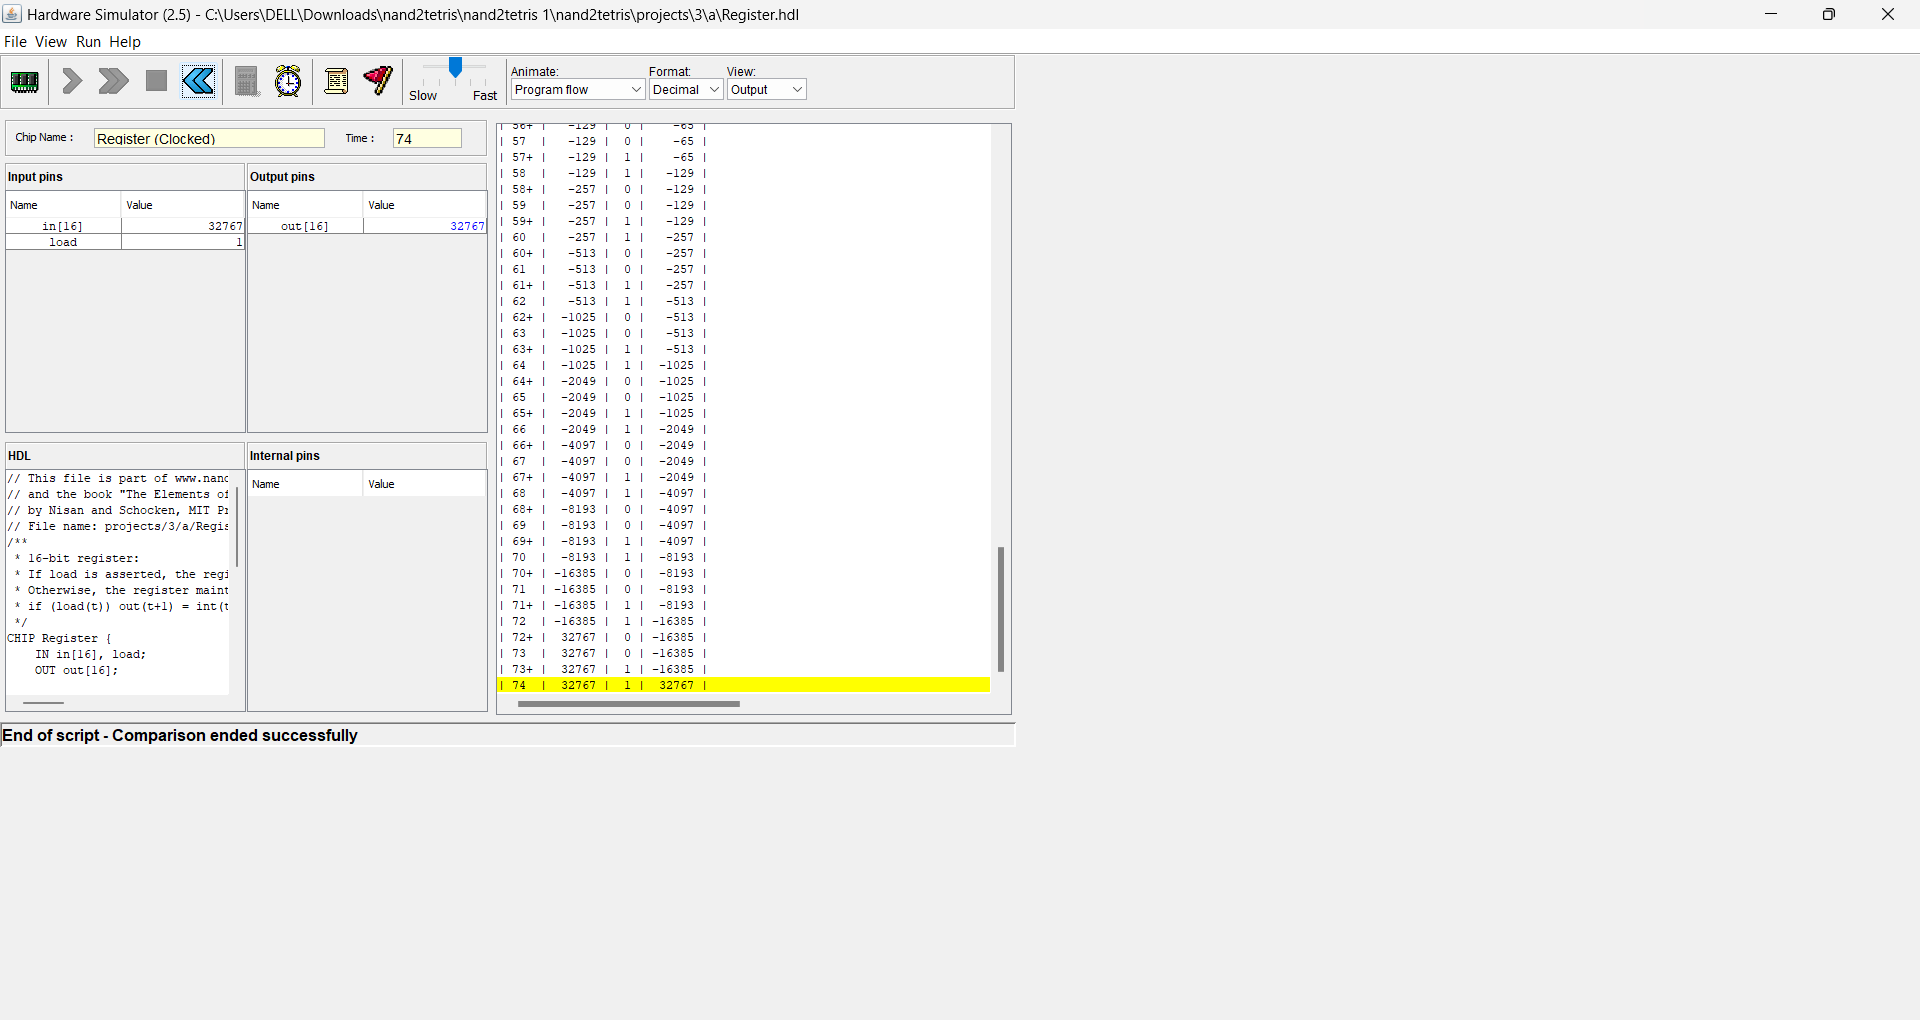 Hardware Simulator (2.5) - C:\Users\DELL\Downloads\nand2tetris\nand2tetris 1\nand2tetris\projects\3\a\Register.hdl
File View Run Help
Slow Fast
Animate: Format: View:
Program flow Decimal Output
Chip Name : Register (Clocked) Time : 74
Input pins
Name Value
in[16] 32767
load 1
Output pins
Name Value
out[16] 32767
HDL
// This file is part of www.nand
// and the book "The Elements of
// by Nisan and Schocken, MIT
// File name: projects/3/a/Regis
/**
* 16-bit register:
* If load is asserted, the regi
* Otherwise, the register maint
* if (load(t)) out(t+1) = int(t
*/
CHIP Register {
IN in[16], load;
OUT out[16];
Internal pins
Name Value
| 56+ | -129 | 0 | -65 |
| 57 | -129 | 0 | -65 |
| 57+ | -129 | 1 | -65 |
| 58 | -129 | 1 | -129 |
| 58+ | -257 | 0 | -129 |
| 59 | -257 | 0 | -129 |
| 59+ | -257 | 1 | -129 |
| 60 | -257 | 1 | -257 |
| 60+ | -513 | 0 | -257 |
| 61 | -513 | 0 | -257 |
| 61+ | -513 | 1 | -257 |
| 62 | -513 | 1 | -513 |
| 62+ | -1025 | 0 | -513 |
| 63 | -1025 | 0 | -513 |
| 63+ | -1025 | 1 | -513 |
| 64 | -1025 | 1 | -1025 |
| 64+ | -2049 | 0 | -1025 |
| 65 | -2049 | 0 | -1025 |
| 65+ | -2049 | 1 | -1025 |
| 66 | -2049 | 1 | -2049 |
| 66+ | -4097 | 0 | -2049 |
| 67 | -4097 | 0 | -2049 |
| 67+ | -4097 | 1 | -2049 |
| 68 | -4097 | 1 | -4097 |
| 68+ | -8193 | 0 | -4097 |
| 69 | -8193 | 0 | -4097 |
| 69+ | -8193 | 1 | -4097 |
| 70 | -8193 | 1 | -8193 |
| 70+ | -16385 | 0 | -8193 |
| 71 | -16385 | 0 | -8193 |
| 71+ | -16385 | 1 | -8193 |
| 72 | -16385 | 1 | -16385 |
| 72+ | 32767 | 0 | -16385 |
| 73 | 32767 | 0 | -16385 |
| 73+ | 32767 | 1 | -16385 |
| 74 | 32767 | 1 | 32767 |
End of script - Comparison ended successfully